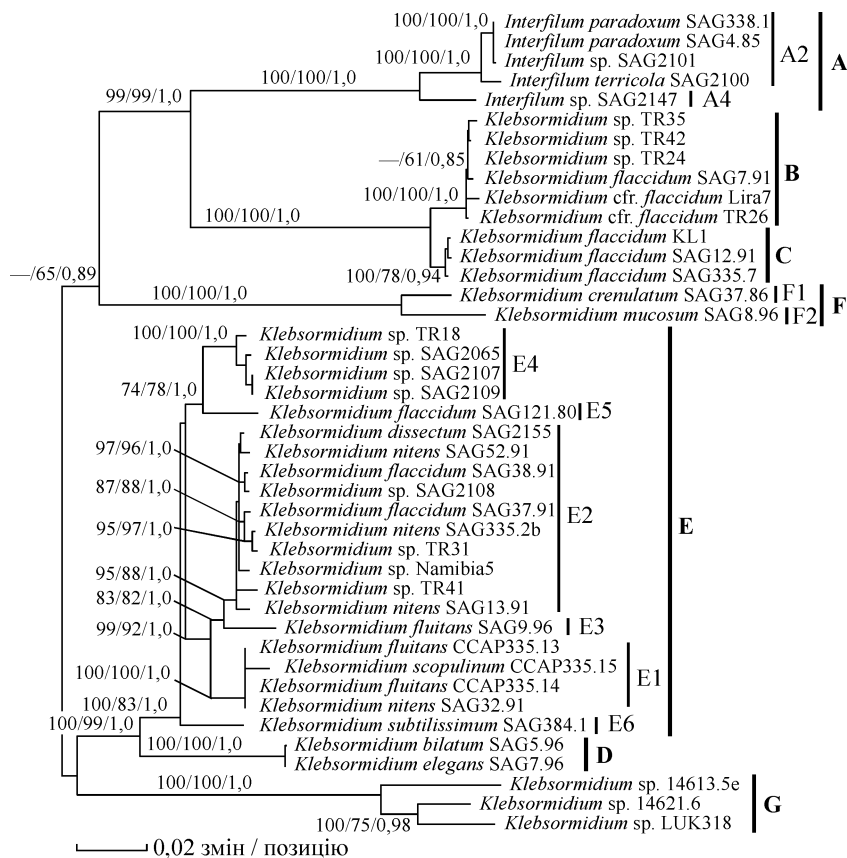 100/100/1,0
Interfilum paradoxum SAG338.1
Interfilum paradoxum SAG4.85
Interfilum sp. SAG2101
A2
A
100/100/1,0
Interfilum terricola SAG2100
99/99/1,0
Interfilum sp. SAG2147
A4
Klebsormidium sp. TR35
Klebsormidium sp. TR42
Klebsormidium sp. TR24
—/61/0,85
Klebsormidium flaccidum SAG7.91
B
100/100/1,0
Klebsormidium cfr. flaccidum Lira7
100/100/1,0
Klebsormidium cfr. flaccidum TR26
Klebsormidium flaccidum KL1
Klebsormidium flaccidum SAG12.91
C
—/65/0,89
100/78/0,94
Klebsormidium flaccidum SAG335.7
100/100/1,0
Klebsormidium crenulatum SAG37.86
F1
F
Klebsormidium mucosum SAG8.96
F2
100/100/1,0
Klebsormidium sp. TR18
Klebsormidium sp. SAG2065
E4
Klebsormidium sp. SAG2107
74/78/1,0
Klebsormidium sp. SAG2109
Klebsormidium flaccidum SAG121.80
E5
Klebsormidium dissectum SAG2155
97/96/1,0
Klebsormidium nitens SAG52.91
Klebsormidium flaccidum SAG38.91
87/88/1,0
Klebsormidium sp. SAG2108
Klebsormidium flaccidum SAG37.91
E2
E
95/97/1,0
Klebsormidium nitens SAG335.2b
Klebsormidium sp. TR31
95/88/1,0
Klebsormidium sp. Namibia5
Klebsormidium sp. TR41
83/82/1,0
Klebsormidium nitens SAG13.91
99/92/1,0
Klebsormidium fluitans SAG9.96
E3
Klebsormidium fluitans CCAP335.13
100/100/1,0
Klebsormidium scopulinum CCAP335.15
E1
Klebsormidium fluitans CCAP335.14
100/83/1,0
Klebsormidium nitens SAG32.91
100/99/1,0
Klebsormidium subtilissimum SAG384.1
E6
100/100/1,0
Klebsormidium bilatum SAG5.96
D
Klebsormidium elegans SAG7.96
100/100/1,0
Klebsormidium sp. 14613.5e
Klebsormidium sp. 14621.6
G
100/75/0,98
Klebsormidium sp. LUK318
0,02 змін / позицію